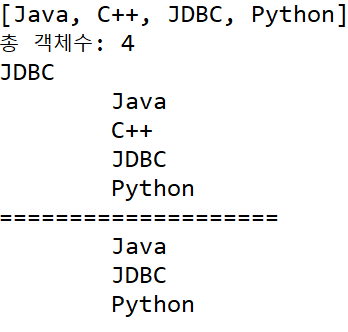 [Java, C++, JDBC, Python]
총 객체수: 4
JDBC
Java
C++
JDBC
Python
====================
Java
JDBC
Python